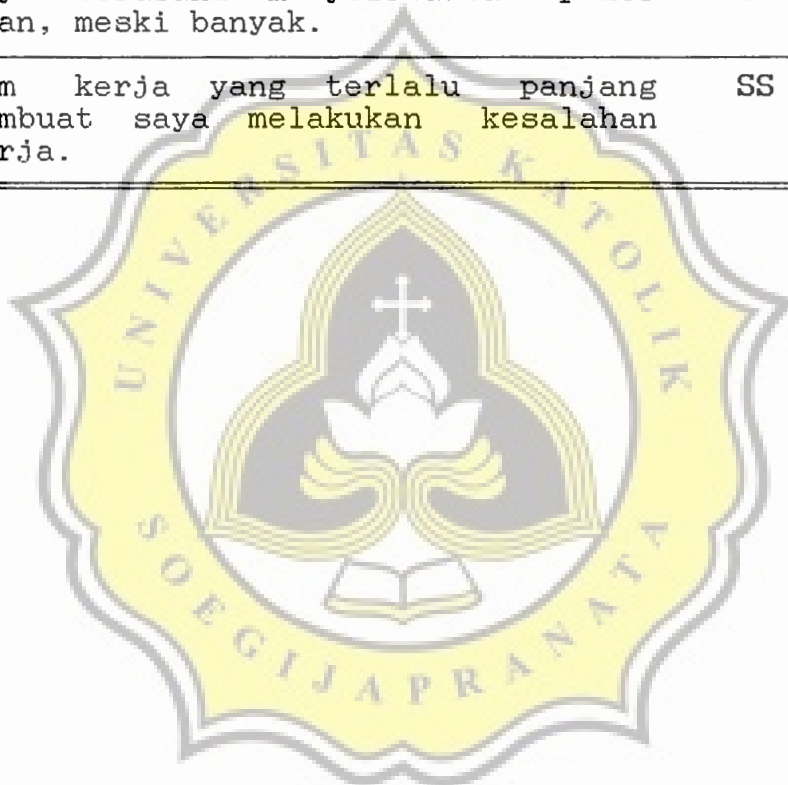 an, meski banyak.
m kerja yang terlalu panjang SS
mbuat saya melakukan kesalahan
rja.
UNIVERSITAS KATOLIK
SOEGIJAPRANATA